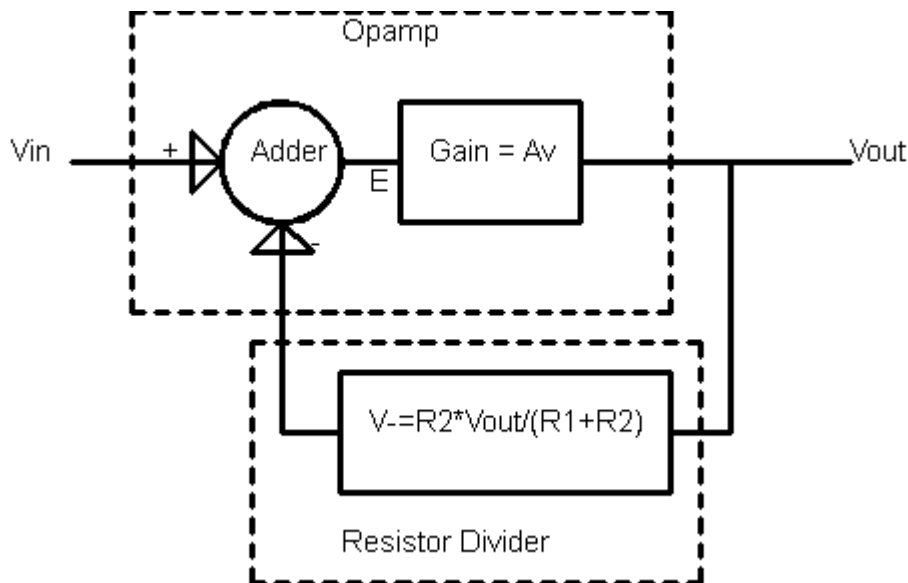 Opamp
Vin
+
Adder
E
Gain = Av
Vout
-
V-=R2*Vout/(R1+R2)
Resistor Divider